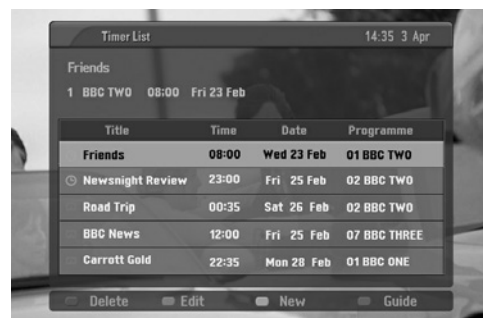 Timer List 14:35 3 Apr
Friends
1 BBC TWO 08:00 Fri 23 Feb
Title Time Date Programme
Friends 08:00 Wed 23 Feb 01 BBC TWO
Newsnight Review 23:00 Fri 25 Feb 02 BBC TWO
Road Trip 00:35 Sat 26 Feb 02 BBC TWO
BBC News 12:00 Fri 25 Feb 07 BBC THREE
Carrott Gold 22:35 Mon 28 Feb 01 BBC ONE
Delete Edit New Guide